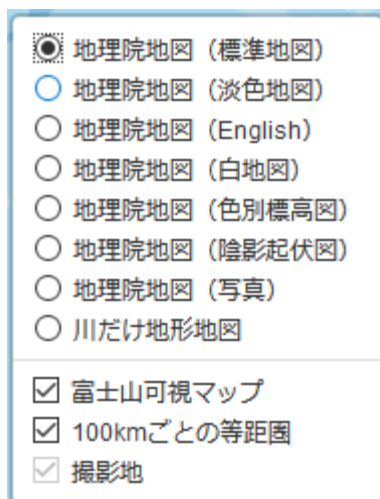 地理院地図（標準地図）
地理院地図（淡色地図）
地理院地図（English）
地理院地図（白地図）
地理院地図（色別標高図）
地理院地図（陰影起伏図）
地理院地図（写真）
川だけ地形地図
富士山可視マップ
100kmごとの等距圏
撮影地